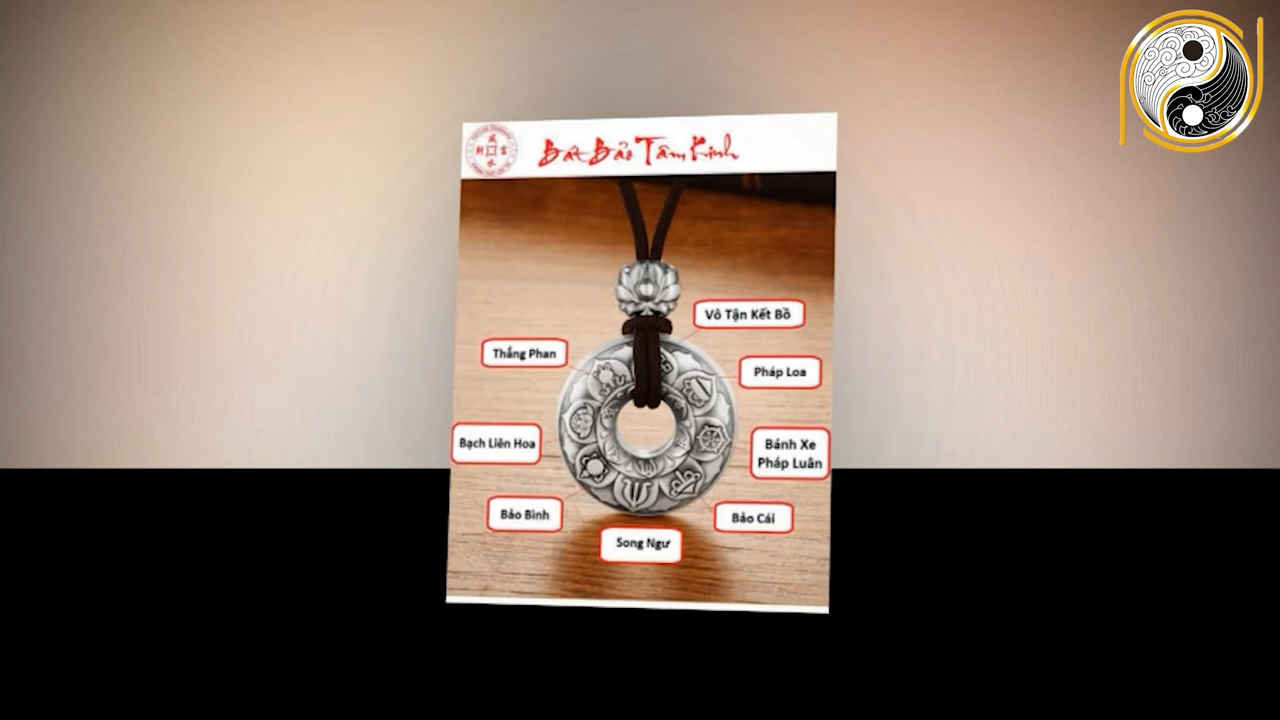 Bát Bảo Tâm Kinh
Vô Tận Kết Bồ
Thắng Phan
Pháp Loa
Bạch Liên Hoa
Bánh Xe
Pháp Luân
Bảo Bình
Bảo Cái
Song Ngư